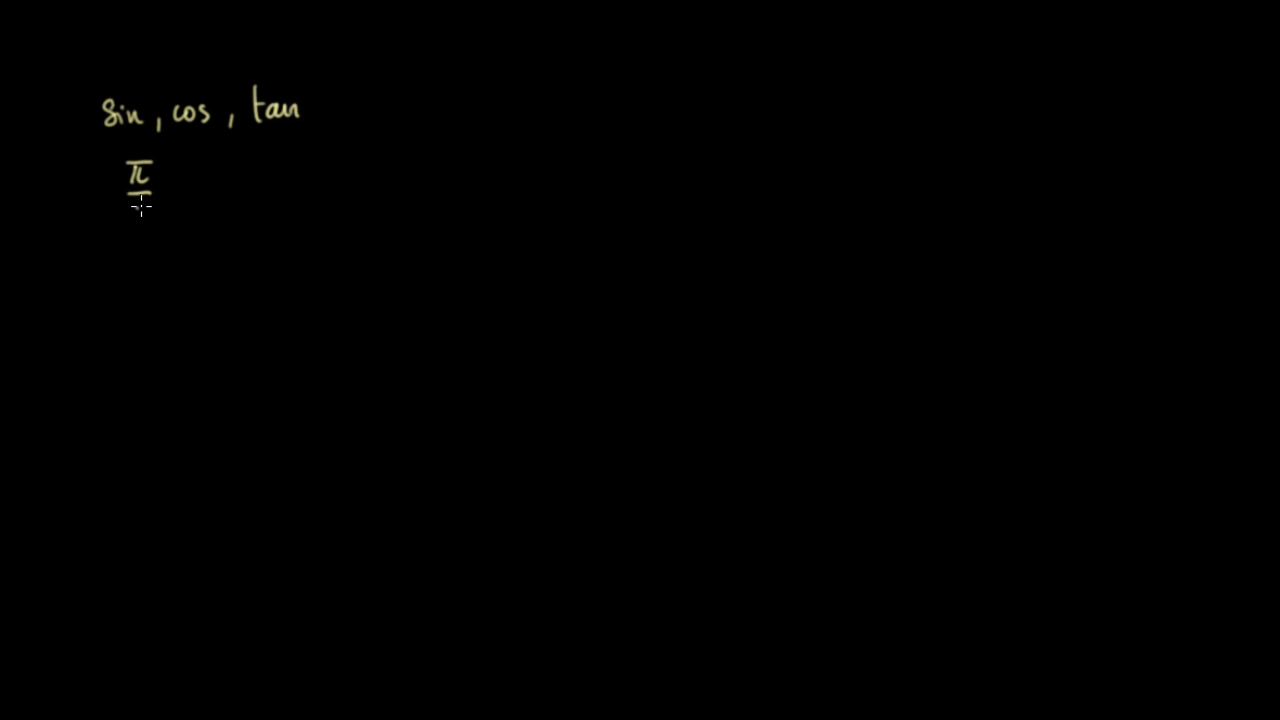 sin, cos, tan
π